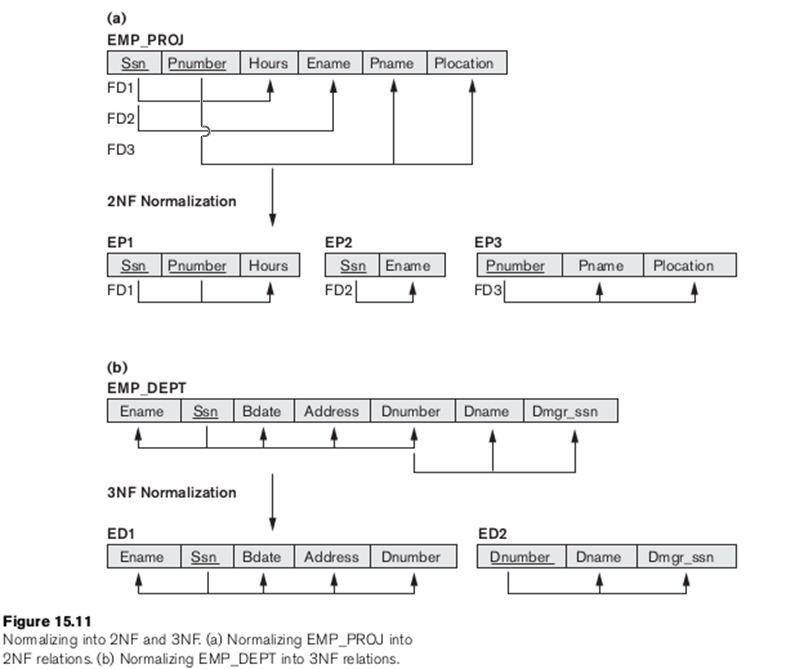 (a)
EMP_PROJ
Ssn Pnumber Hours Ename Pname Plocation
FD1
FD2
FD3
2NF Normalization
EP1 EP2 EP3
Ssn Pnumber Hours Ssn Ename Pnumber Pname Plocation
FD1 FD2 FD3
(b)
EMP_DEPT
Ename Ssn Bdate Address Dnumber Dname Dmgr_ssn
3NF Normalization
ED1 ED2
Ename Ssn Bdate Address Dnumber Dnumber Dname Dmgr_ssn
Figure 15.11
Normalizing into 2NF and 3NF. (a) Normalizing EMP_PROJ into
2NF relations. (b) Normalizing EMP_DEPT into 3NF relations.